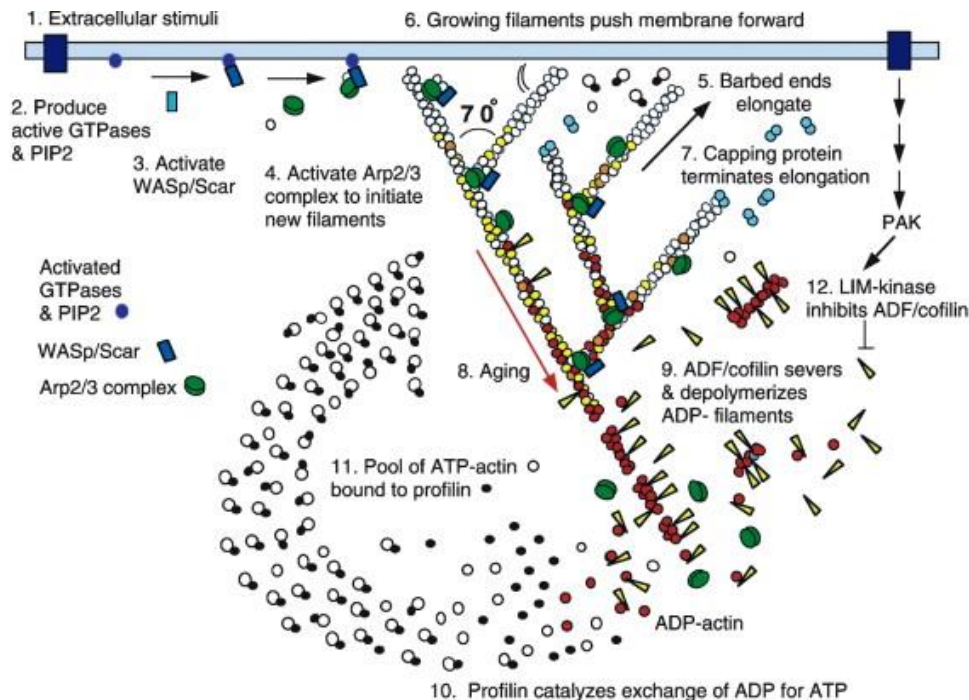 1. Extracellular stimuli
6. Growing filaments push membrane forward
2. Produce
active GTPases
& PIP2
3. Activate
WASp/Scar
4. Activate Arp2/3
complex to initiate
new filaments
70°
5. Barbed ends
elongate
7. Capping protein
terminates elongation
PAK
12. LIM-kinase
inhibits ADF/cofilin
Activated
GTPases
& PIP2
WASp/Scar
Arp2/3 complex
8. Aging
9. ADF/cofilin severs
& depolymerizes
ADP- filaments
11. Pool of ATP-actin
bound to profilin
ADP-actin
10. Profilin catalyzes exchange of ADP for ATP